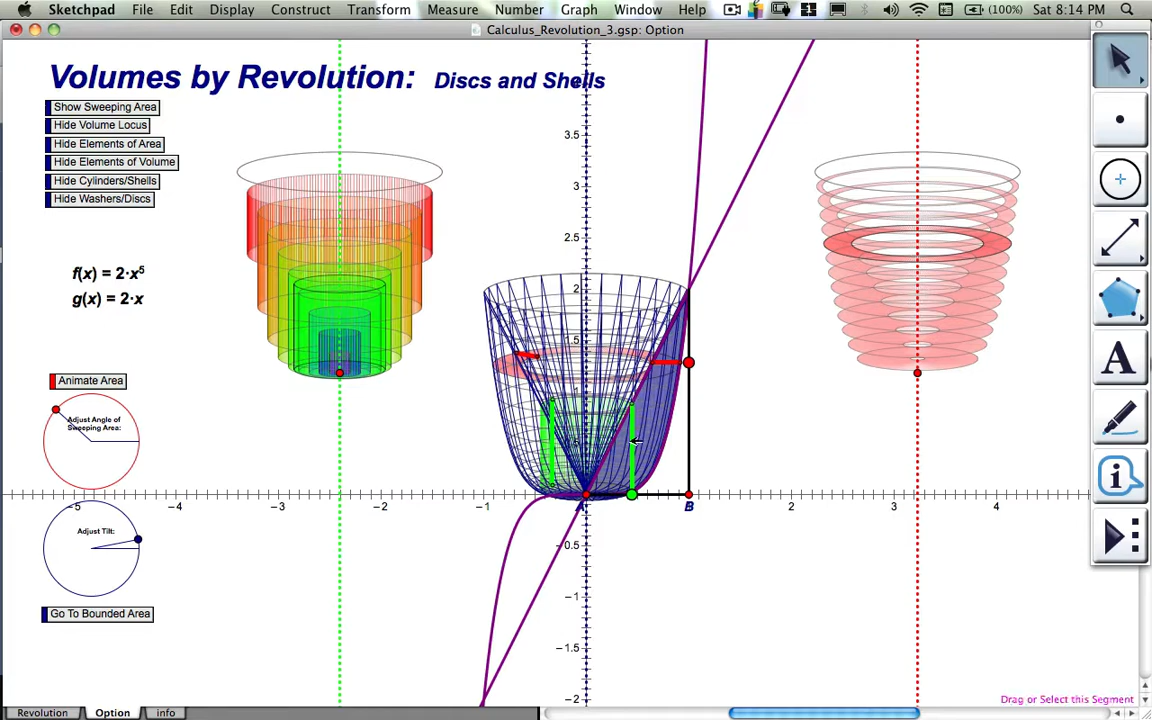 Sketchpad File Edit Display Construct Transform Measure Number Graph Window Help (100%) Sat 8:14 PM
Calculus_Revolution_3.gsp: Option
Volumes by Revolution: Discs and Shells
Show Sweeping Area
Hide Volume Locus
Hide Elements of Area
Hide Elements of Volume
Hide Cylinders/Shells
Hide Washers/Discs
f(x) = 2·x⁵
g(x) = 2·x
Animate Area
Adjust Angle of
Sweeping Area:
Adjust Tilt:
Go To Bounded Area
3.5
3
2.5
2
1.5
-5 -4 -3 -2 -1 A B 2 3 4
-0.5
-1
-1.5
-2
A
Drag or Select this Segment
Revolution Option info